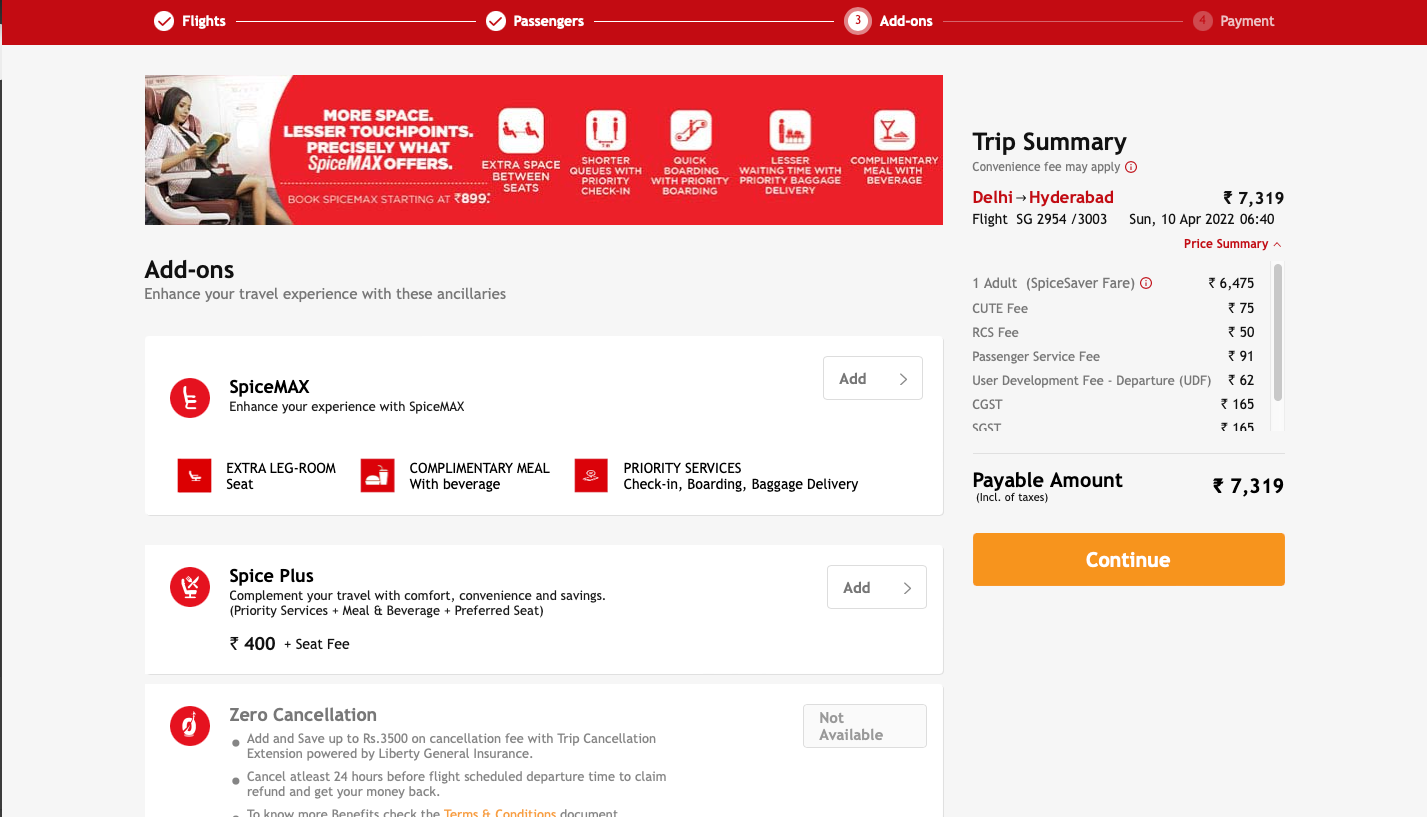 Flights
Passengers
3
Add-ons
4
Payment
MORE SPACE.
LESSER TOUCHPOINTS.
PRECISELY WHAT
SpiceMAX OFFERS.
BOOK SPICEMAX STARTING AT ₹899*.
EXTRA SPACE
BETWEEN
SEATS
SHORTER
QUEUES WITH
PRIORITY
CHECK-IN
QUICK
BOARDING
WITH PRIORITY
BOARDING
LESSER
WAITING TIME WITH
PRIORITY BAGGAGE
DELIVERY
COMPLIMENTARY
MEAL WITH
BEVERAGE
Add-ons
Enhance your travel experience with these ancillaries
SpiceMAX
Enhance your experience with SpiceMAX
Add
EXTRA LEG-ROOM
Seat
COMPLIMENTARY MEAL
With beverage
PRIORITY SERVICES
Check-in, Boarding, Baggage Delivery
Spice Plus
Complement your travel with comfort, convenience and savings.
(Priority Services + Meal & Beverage + Preferred Seat)
₹ 400 + Seat Fee
Add
Zero Cancellation
Add and Save up to Rs.3500 on cancellation fee with Trip Cancellation
Extension powered by Liberty General Insurance.
Cancel atleast 24 hours before flight scheduled departure time to claim
refund and get your money back.
To know more Benefits check the Terms & Conditions document
Not
Available
Trip Summary
Convenience fee may apply
Delhi→Hyderabad ₹ 7,319
Flight SG 2954 /3003 Sun, 10 Apr 2022 06:40
Price Summary
1 Adult (SpiceSaver Fare) ₹ 6,475
CUTE Fee ₹ 75
RCS Fee ₹ 50
Passenger Service Fee ₹ 91
User Development Fee - Departure (UDF) ₹ 62
CGST ₹ 165
SGST ₹ 165
Payable Amount ₹ 7,319
(Incl. of taxes)
Continue